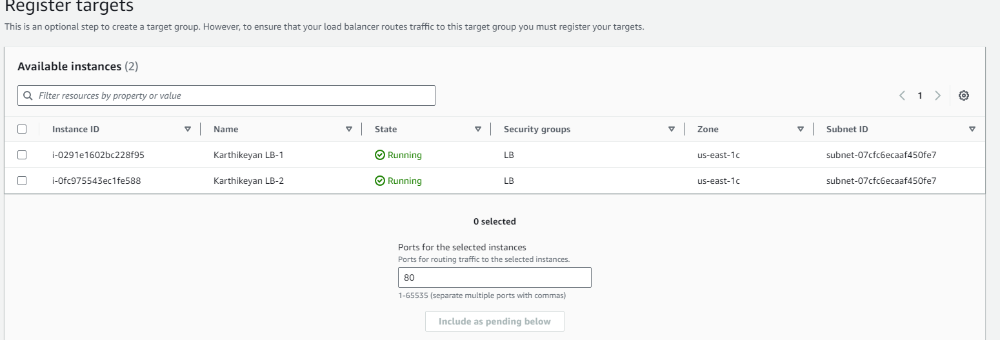 Register targets
This is an optional step to create a target group. However, to ensure that your load balancer routes traffic to this target group you must register your targets.
Available instances (2)
Filter resources by property or value
1
Instance ID Name State Security groups Zone Subnet ID
i-0291e1602bc228f95 Karthikeyan LB-1 Running LB us-east-1c subnet-07cfc6ecaaf450fe7
i-0fc975543ec1fe588 Karthikeyan LB-2 Running LB us-east-1c subnet-07cfc6ecaaf450fe7
0 selected
Ports for the selected instances
Ports for routing traffic to the selected instances.
80
1-65535 (separate multiple ports with commas)
Include as pending below